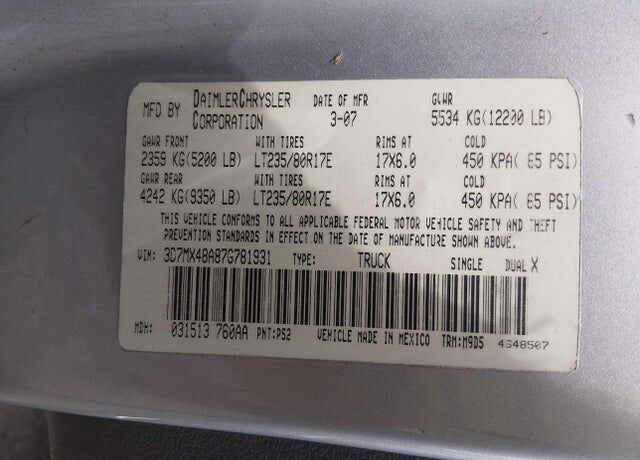 MFD BY DAIMLERCHRYSLER CORPORATION DATE OF MFR 3-07 GVWR 5534 KG(12200 LB)
GAWR FRONT WITH TIRES RIMS AT COLD
2359 KG(5200 LB) LT235/80R17E 17X6.0 450 KPA( 65 PSI)
GAWR REAR WITH TIRES RIMS AT COLD
4242 KG(9350 LB) LT235/80R17E 17X6.0 450 KPA( 65 PSI)
THIS VEHICLE CONFORMS TO ALL APPLICABLE FEDERAL MOTOR VEHICLE SAFETY AND THEFT
PREVENTION STANDARDS IN EFFECT ON THE DATE OF MANUFACTURE SHOWN ABOVE.
VIN: 3D7MX48A87G781931 TYPE: TRUCK SINGLE DUAL X
MDH: 031513 760AA PNT:PS2 VEHICLE MADE IN MEXICO TRM:M9D5 4648507